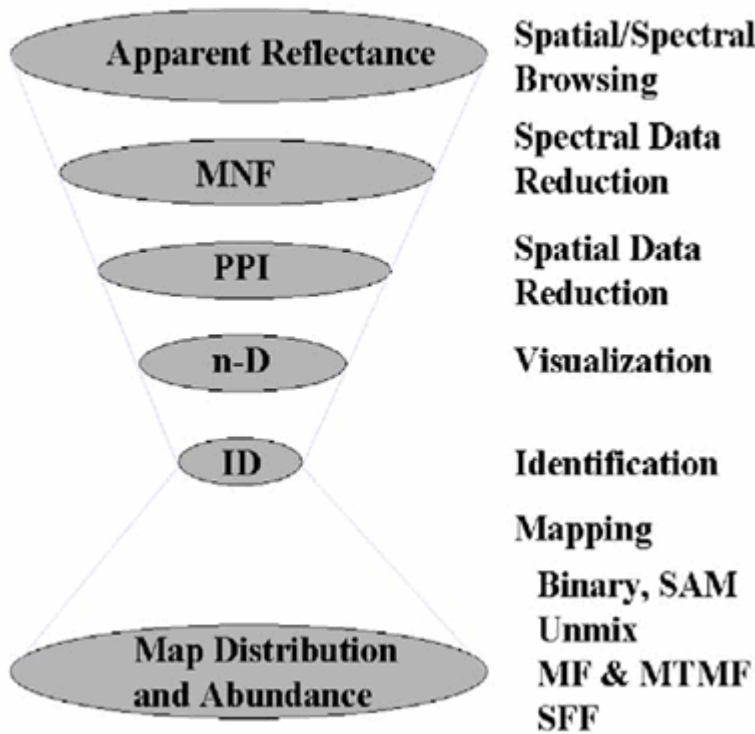 Apparent Reflectance
Spatial/Spectral
Browsing
MNF
Spectral Data
Reduction
PPI
Spatial Data
Reduction
n-D
Visualization
ID
Identification
Mapping
Binary, SAM
Unmix
MF & MTMF
SFF
Map Distribution
and Abundance